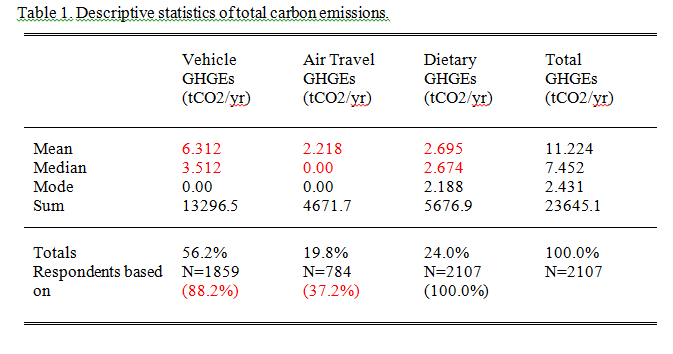 Table 1. Descriptive statistics of total carbon emissions.
Vehicle Air Travel Dietary Total
GHGEs GHGEs GHGEs GHGEs
(tCO2/yr) (tCO2/yr) (tCO2/yr) (tCO2/yr)
Mean 6.312 2.218 2.695 11.224
Median 3.512 0.00 2.674 7.452
Mode 0.00 0.00 2.188 2.431
Sum 13296.5 4671.7 5676.9 23645.1
Totals 56.2% 19.8% 24.0% 100.0%
Respondents based N=1859 N=784 N=2107 N=2107
on (88.2%) (37.2%) (100.0%)